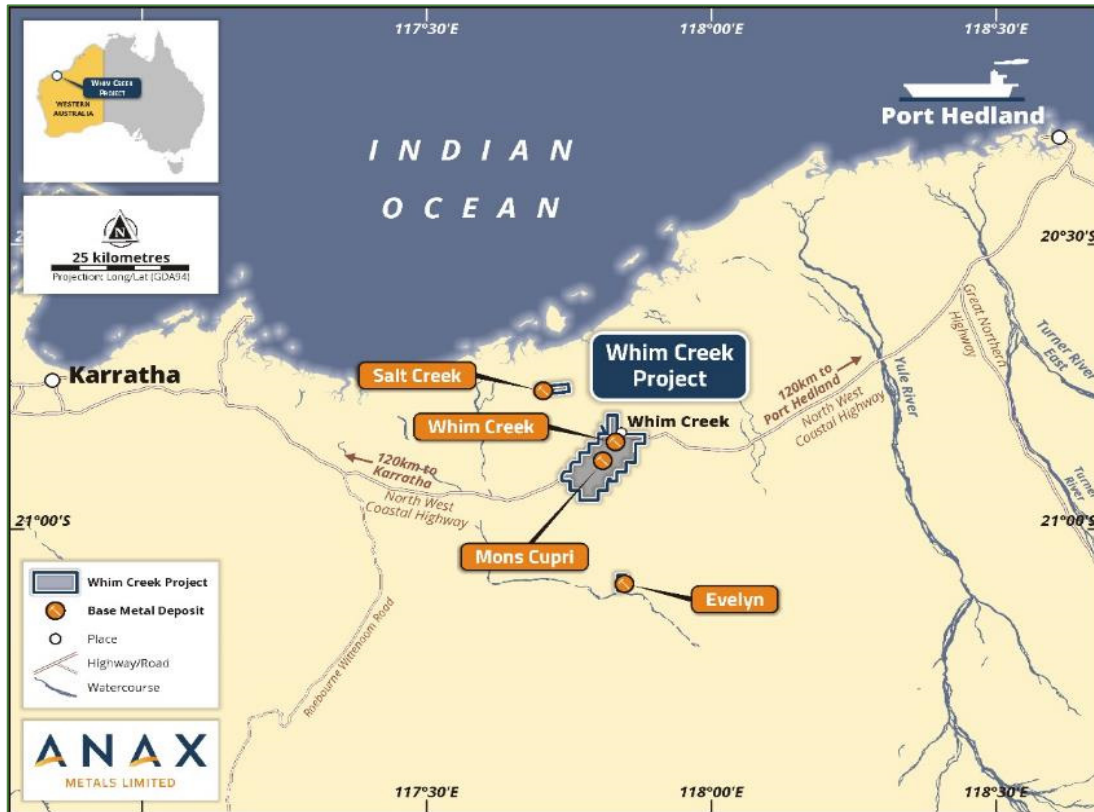 117°30'E
118°00'E
118°30'E
WHIM CREEK
PROJECT
WESTERN
AUSTRALIA
N
25 kilometres
Projection: Long/Lat (GDA94)
INDIAN
OCEAN
Port Hedland
20°30'S
Great Northern
Highway
Turner River
East
Karratha
Salt Creek
Whim Creek
Project
Whim Creek
Whim Creek
120km to
Port Hedland
North West
Coastal Highway
Yule River
120km to
Karratha
North West
Coastal Highway
Turner
River
21°00'S
21°00'S
Mons Cupri
Evelyn
Roebourne Wittenoom Road
Whim Creek Project
Base Metal Deposit
Place
Highway/Road
Watercourse
ANAX
METALS LIMITED
117°30'E
118°00'E
118°30'E